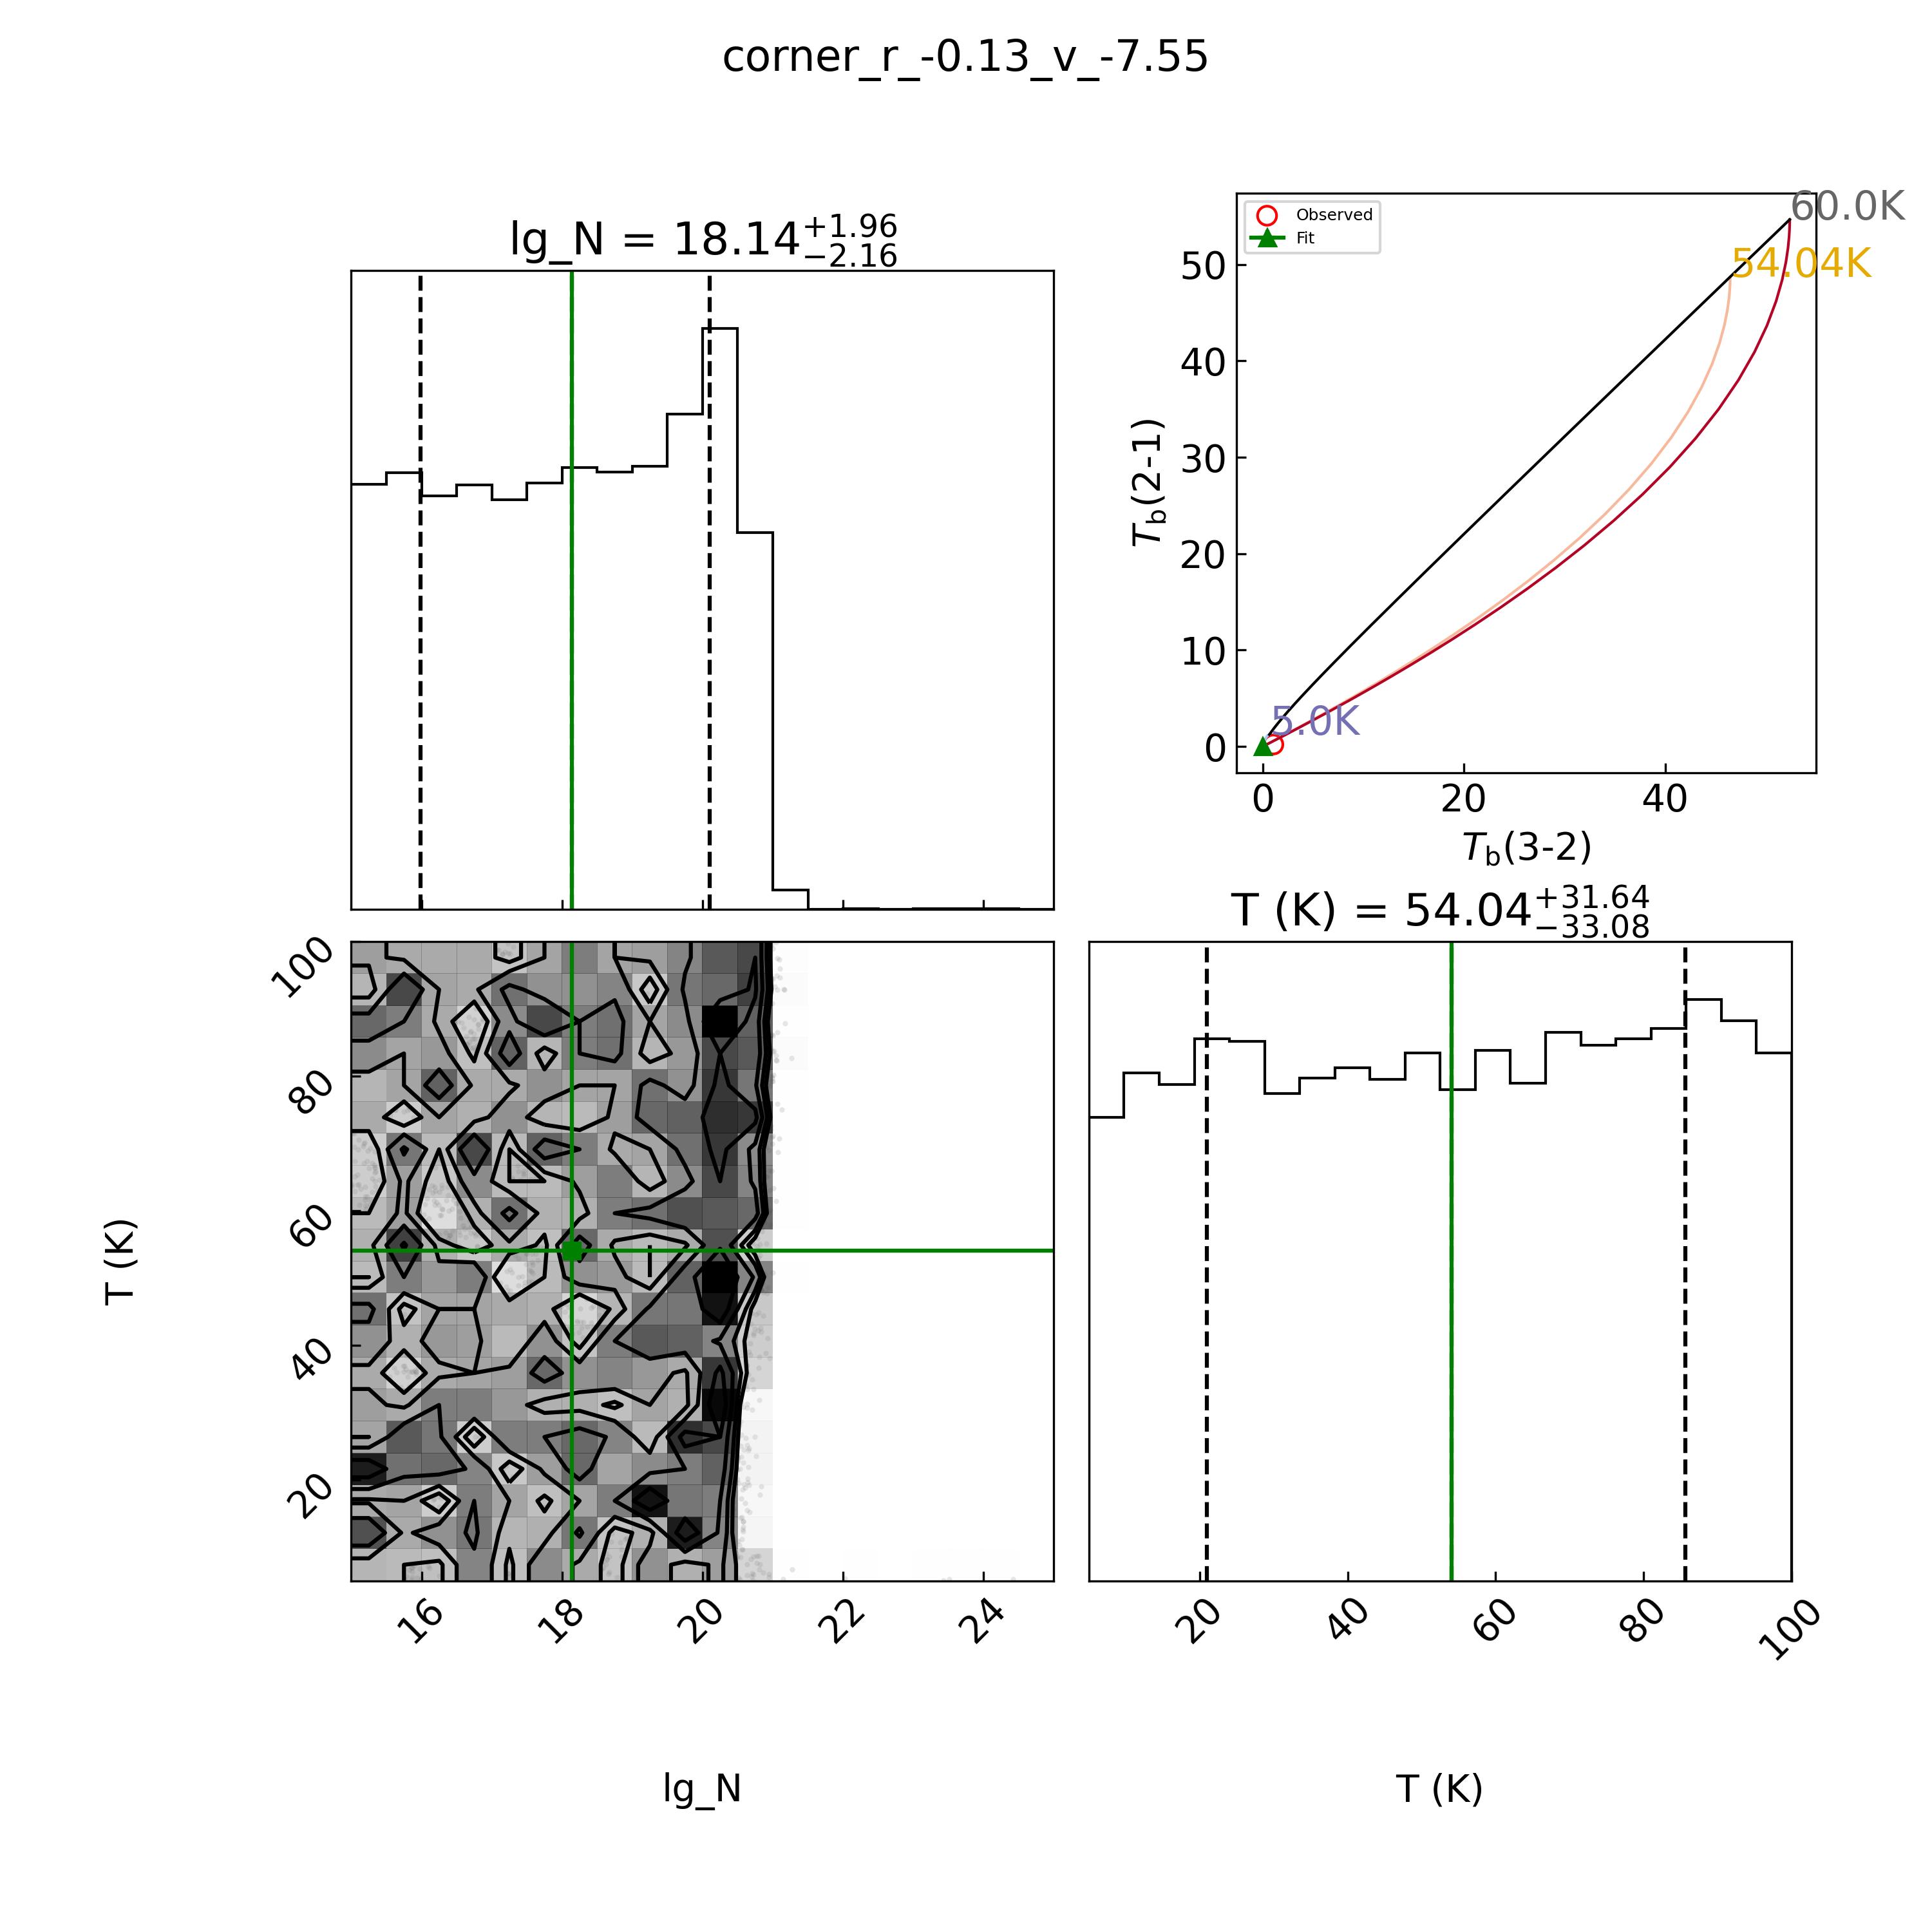 corner_r_-0.13_v_-7.55
lg_N = 18.14+1.96−2.16
60.0K
Observed
Fit
54.04K
50
40
30
20
10
0
5.0K
Tb(2-1)
0 20 40
Tb(3-2)
T (K) = 54.04+31.64−33.08
100
80
60
40
20
T (K)
16 18 20 22 24
20 40 60 80 100
lg_N
T (K)